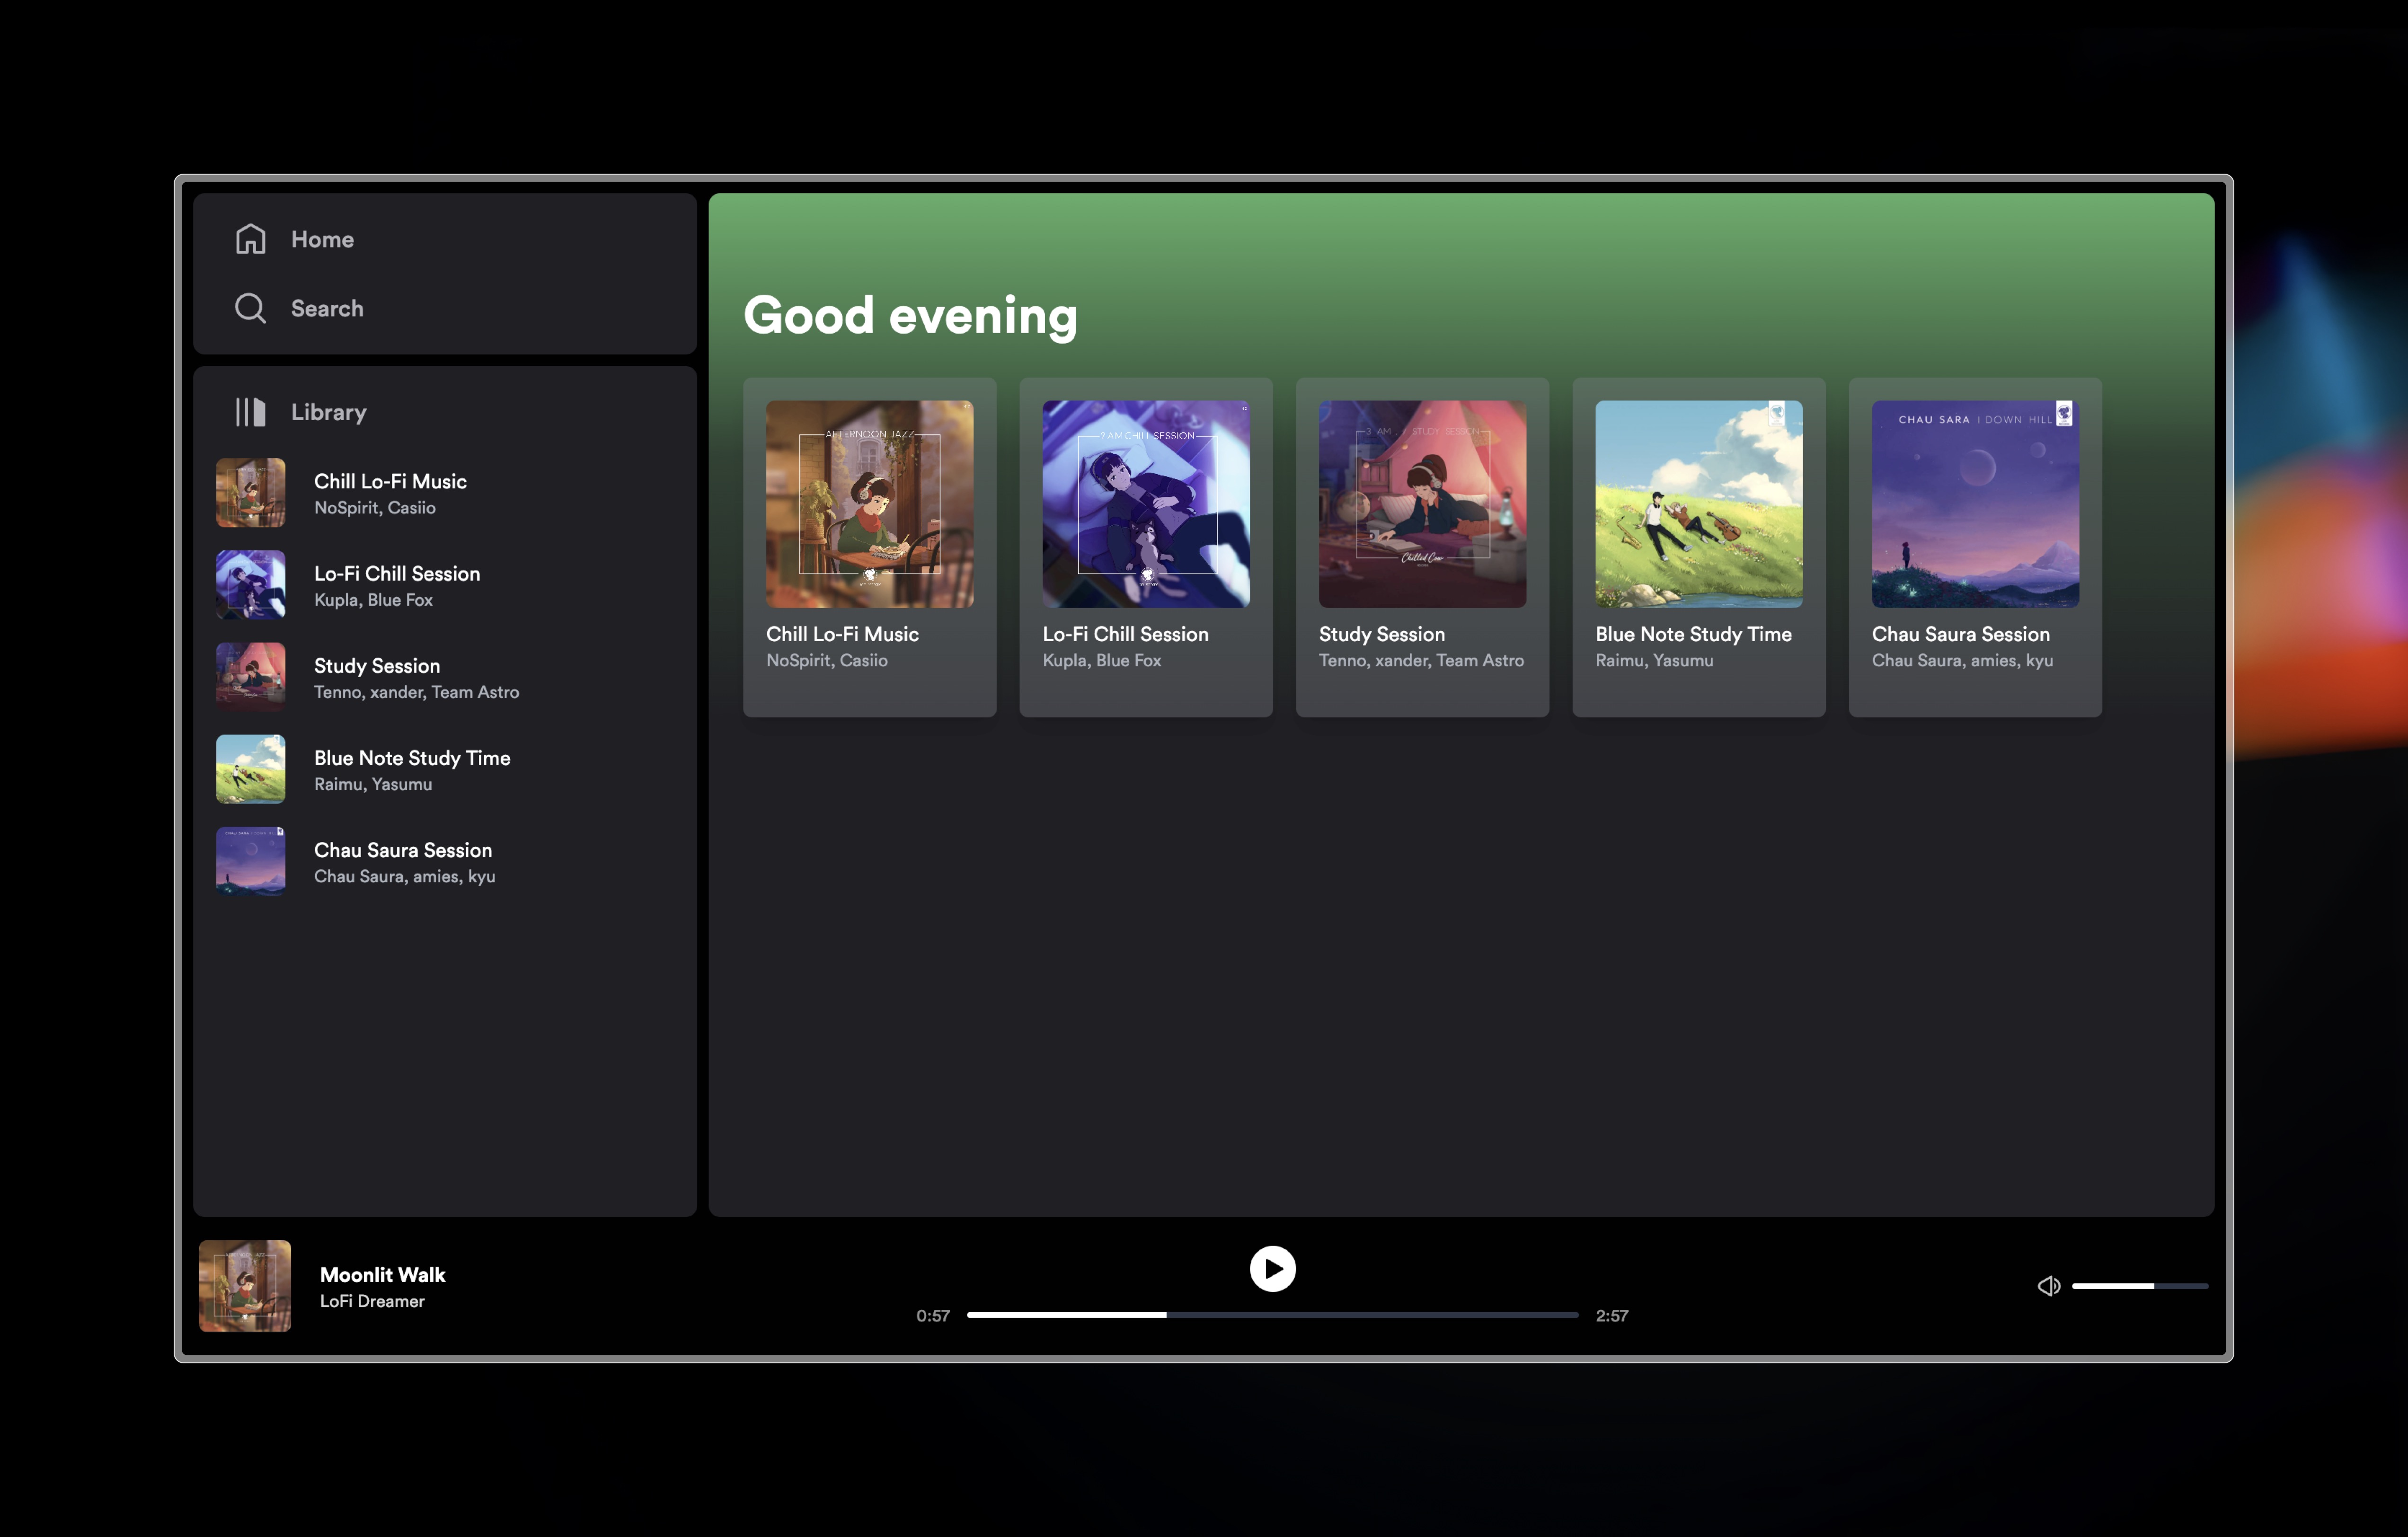 Home
Search
Library
Chill Lo-Fi Music
NoSpirit, Casiio
Lo-Fi Chill Session
Kupla, Blue Fox
Study Session
Tenno, xander, Team Astro
Blue Note Study Time
Raimu, Yasumu
Chau Saura Session
Chau Saura, amies, kyu
Good evening
AFTERNOON JAZZ
Chill Lo-Fi Music
NoSpirit, Casiio
2 AM CHILL SESSION
Lo-Fi Chill Session
Kupla, Blue Fox
3 AM STUDY SESSION
Chilled Cow
Study Session
Tenno, xander, Team Astro
Blue Note Study Time
Raimu, Yasumu
CHAU SARA | DOWN HILL
Chau Saura Session
Chau Saura, amies, kyu
Moonlit Walk
LoFi Dreamer
0:57
2:57